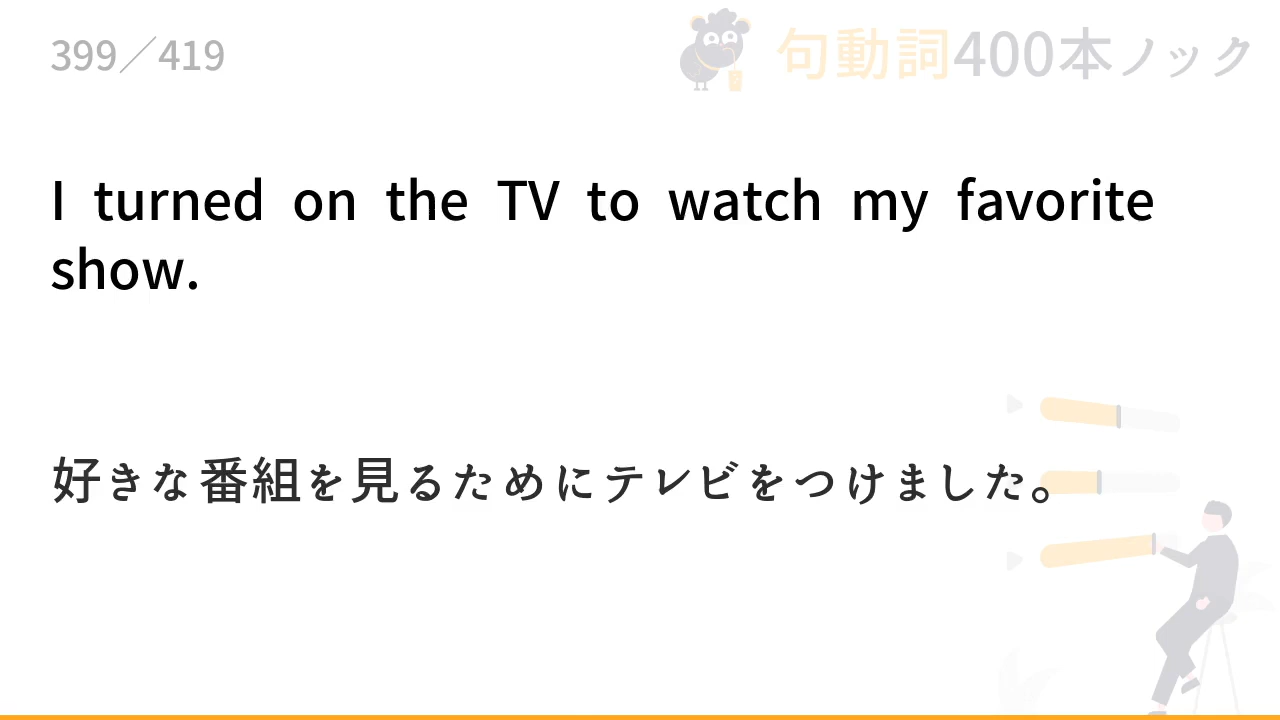 399／419
句動詞400本ノック
I turned on the TV to watch my favorite
show.
好きな番組を見るためにテレビをつけました。